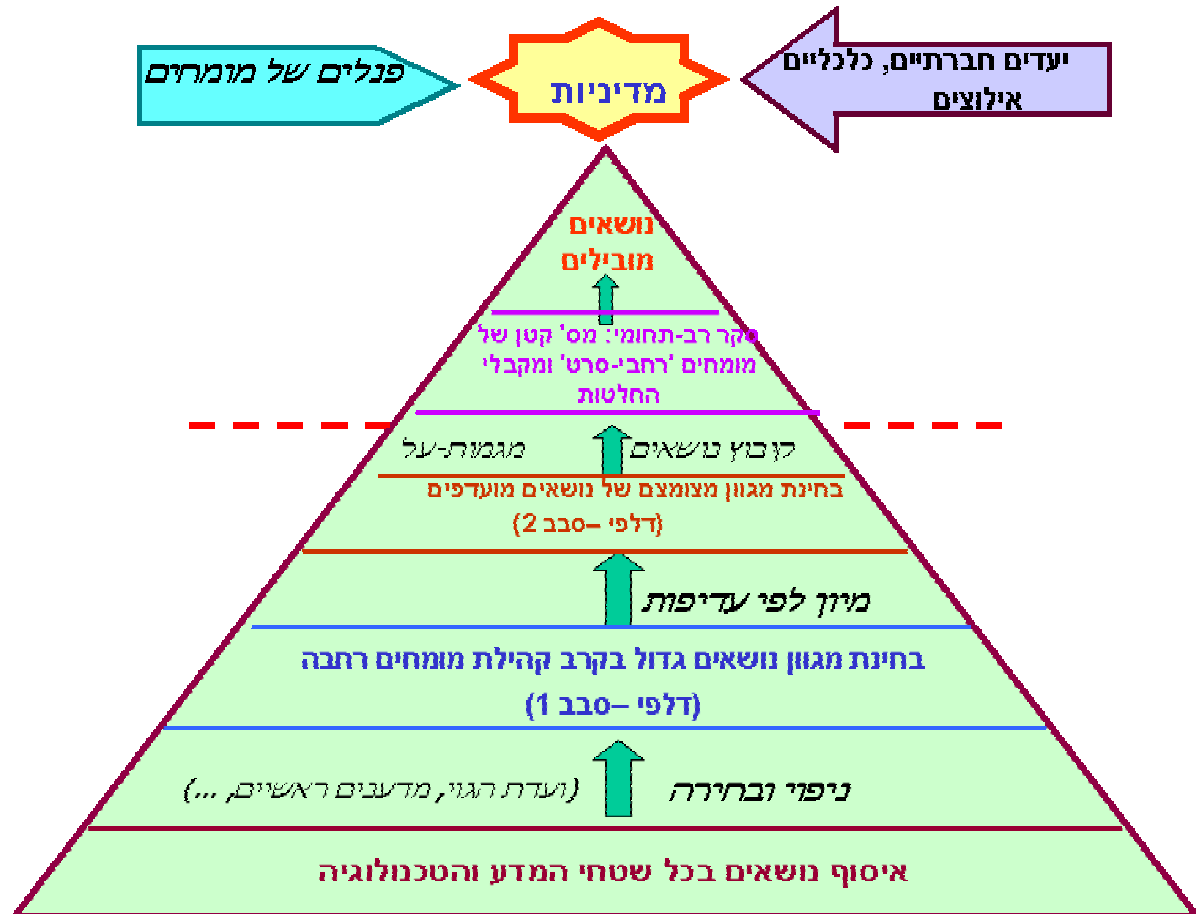 יעדים חברתיים, כלכליים
אילוצים
מדיניות
פנלים של מומחים
נושאים
מובילים
סקר רב-תחומי: מס' קטן של
מומחים 'רחבי-סרט' ומקבלי
החלטות
קיבוץ נושאים
מגמות-על
בחינת מגוון מצומצם של נושאים מועדפים
(דלפי –סבב 2)
מיון לפי עדיפות
בחינת מגוון נושאים גדול בקרב קהילת מומחים רחבה
(דלפי –סבב 1)
ניפוי ובחירה
(ועדת הגוי, מדענים ראשיים, ...)
איסוף נושאים בכל שטחי המדע והטכנולוגיה